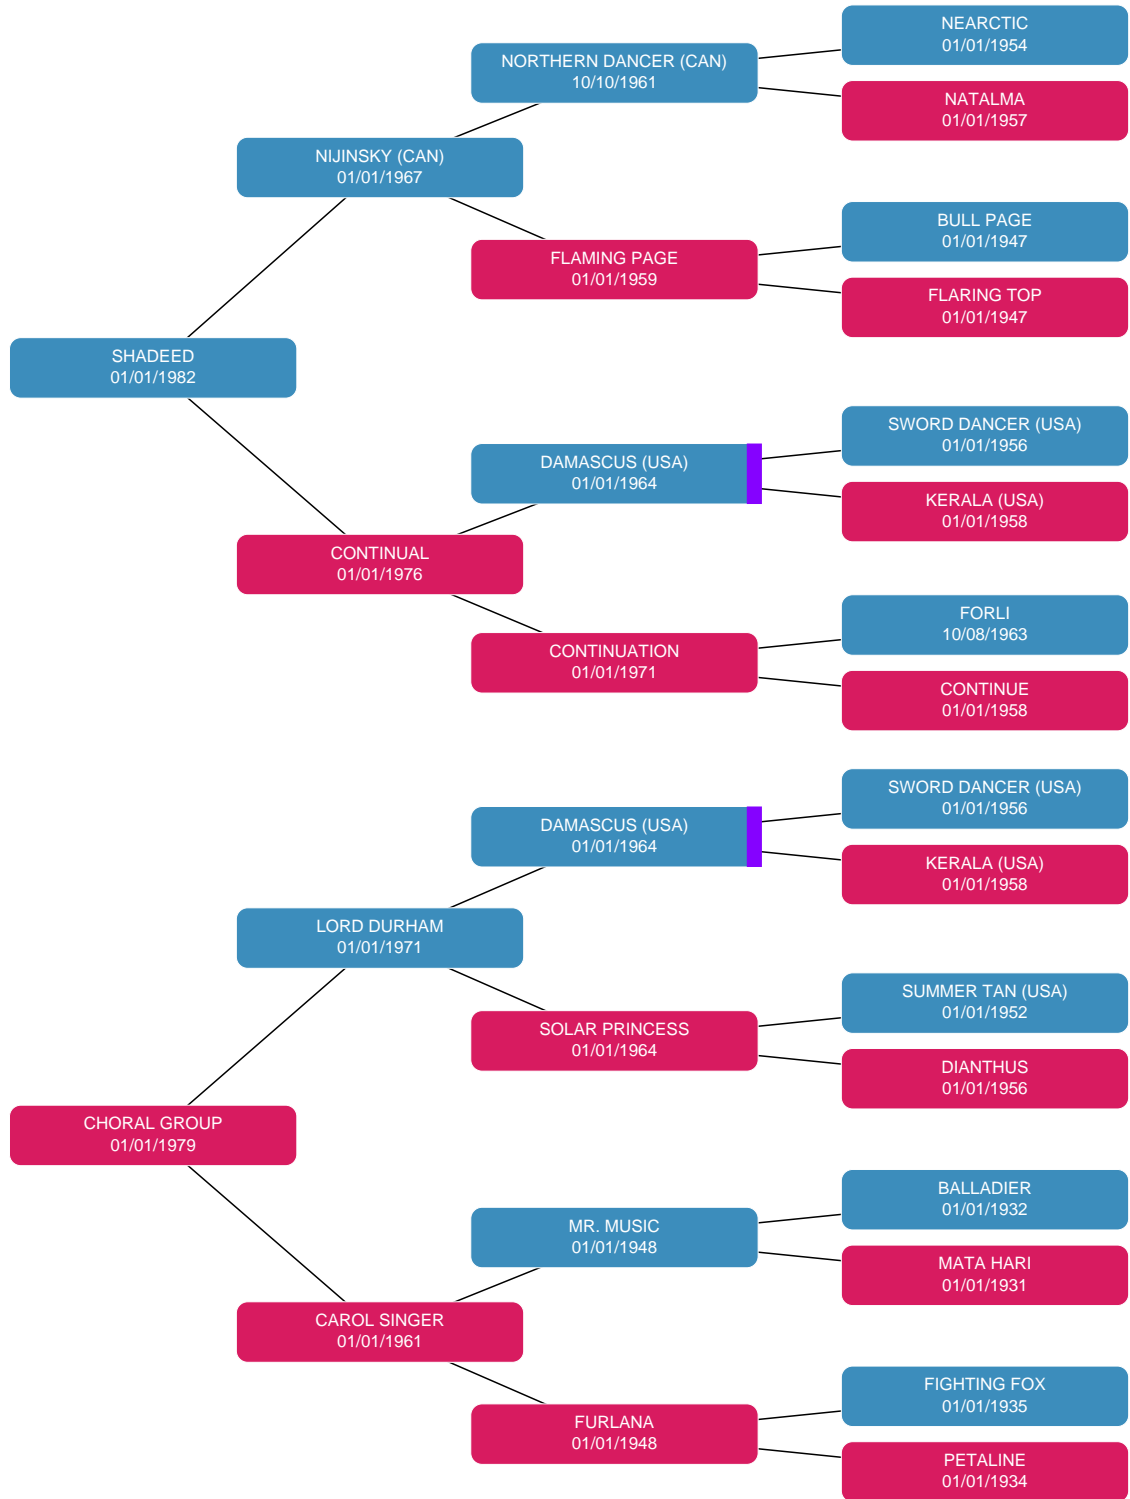 NEARCTIC
01/01/1954
NORTHERN DANCER (CAN)
10/10/1961
NATALMA
01/01/1957
NIJINSKY (CAN)
01/01/1967
BULL PAGE
01/01/1947
FLAMING PAGE
01/01/1959
FLARING TOP
01/01/1947
SHADEED
01/01/1982
SWORD DANCER (USA)
01/01/1956
DAMASCUS (USA)
01/01/1964
KERALA (USA)
01/01/1958
CONTINUAL
01/01/1976
FORLI
10/08/1963
CONTINUATION
01/01/1971
CONTINUE
01/01/1958
SWORD DANCER (USA)
01/01/1956
DAMASCUS (USA)
01/01/1964
KERALA (USA)
01/01/1958
LORD DURHAM
01/01/1971
SUMMER TAN (USA)
01/01/1952
SOLAR PRINCESS
01/01/1964
DIANTHUS
01/01/1956
CHORAL GROUP
01/01/1979
BALLADIER
01/01/1932
MR. MUSIC
01/01/1948
MATA HARI
01/01/1931
CAROL SINGER
01/01/1961
FIGHTING FOX
01/01/1935
FURLANA
01/01/1948
PETALINE
01/01/1934